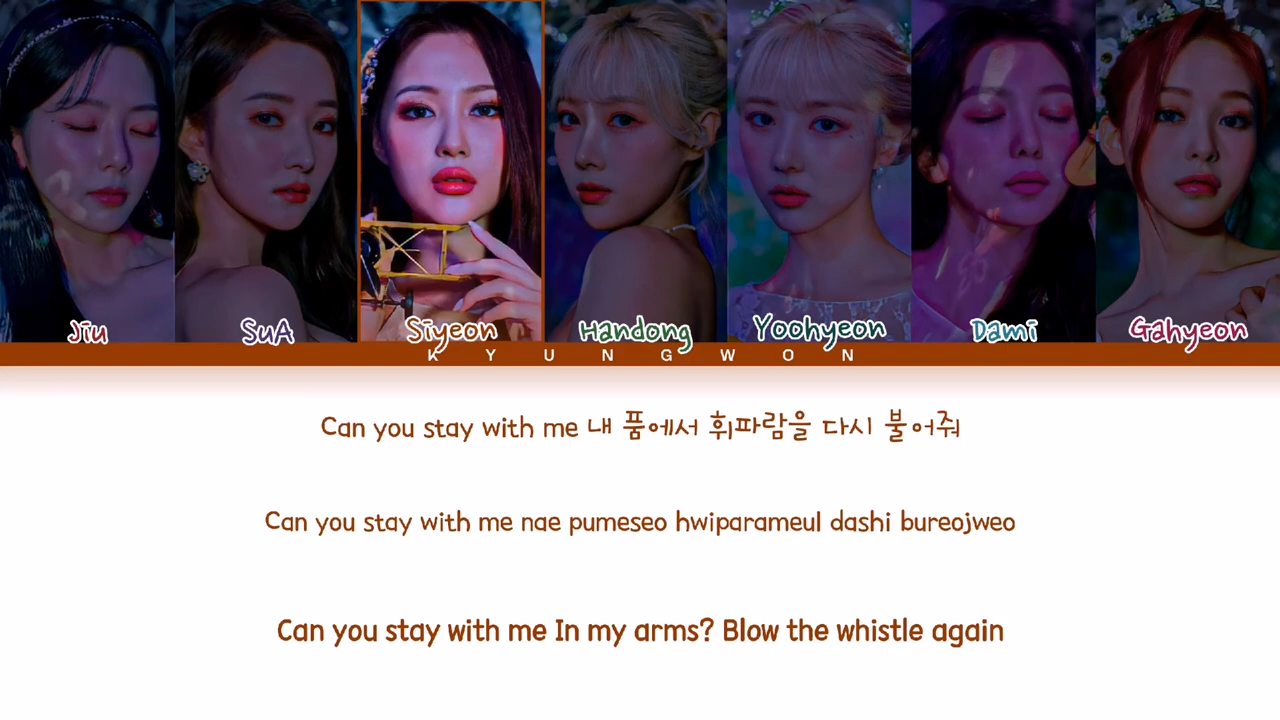 Jiu SuA Siyeon Handong Yoohyeon Dami Gahyeon
KYUNGWON
Can you stay with me 내 품에서 휘파람을 다시 불어줘
Can you stay with me nae pumeseo hwiparameul dashi bureojweo
Can you stay with me In my arms? Blow the whistle again